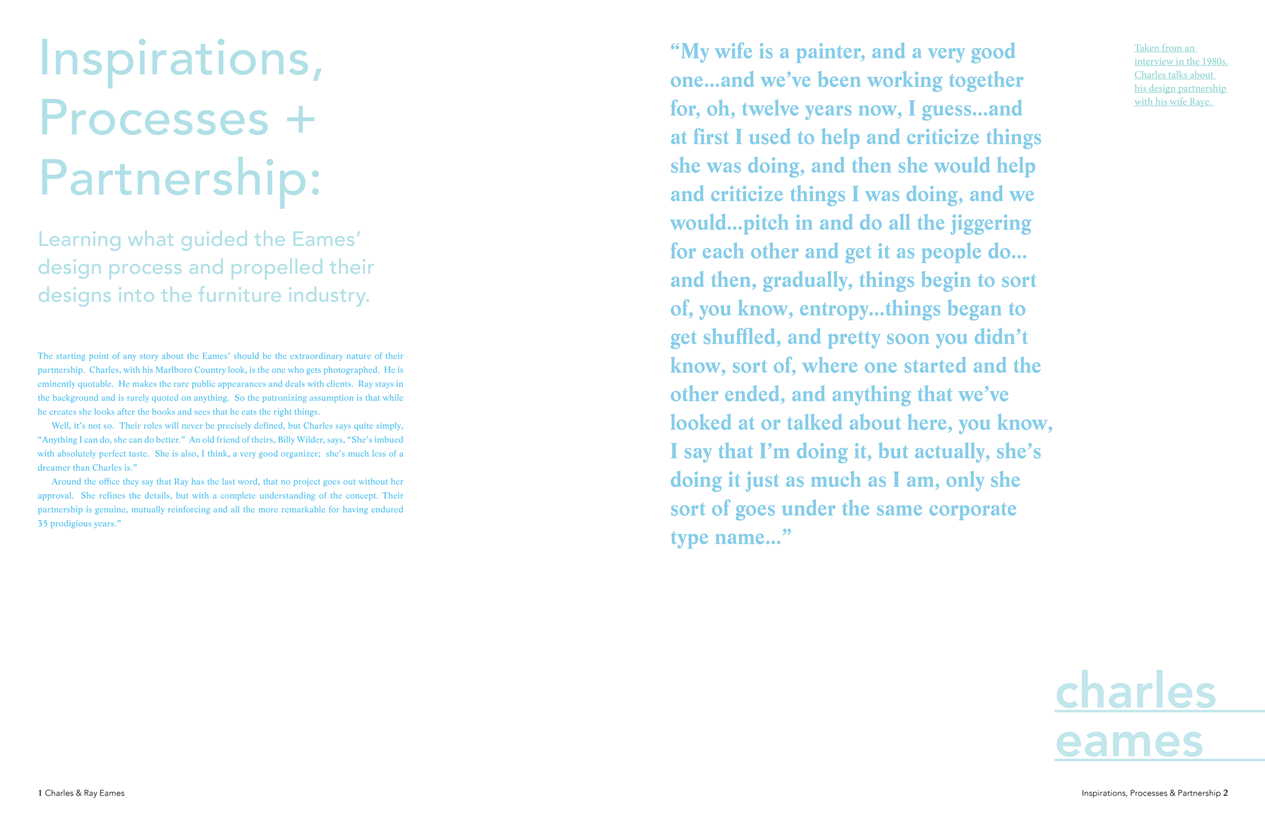 Inspirations,
Processes +
Partnership:
Learning what guided the Eames’
design process and propelled their
designs into the furniture industry.
The starting point of any story about the Eames’ should be the extraordinary nature of their
partnership.  Charles, with his Marlboro Country look, is the one who gets photographed.  He is
eminently quotable.  He makes the rare public appearances and deals with clients.  Ray stays in
the background and is rarely quoted on anything.  So the patronizing assumption is that while
he creates she looks after the books and sees that he eats the right things.
Well, it’s not so.  Their roles will never be precisely defined, but Charles says quite simply,
“Anything I can do, she can do better.”  An old friend of theirs, Billy Wilder, says, “She’s imbued
with absolutely perfect taste.  She is also, I think, a very good organizer;  she’s much less of a
dreamer than Charles is.”
Around the office they say that Ray has the last word, that no project goes out without her
approval.  She refines the details, but with a complete understanding of the concept. Their
partnership is genuine, mutually reinforcing and all the more remarkable for having endured
35 prodigious years.”
1 Charles & Ray Eames
“My wife is a painter, and a very good
one...and we’ve been working together
for, oh, twelve years now, I guess...and
at first I used to help and criticize things
she was doing, and then she would help
and criticize things I was doing, and we
would...pitch in and do all the jiggering
for each other and get it as people do...
and then, gradually, things begin to sort
of, you know, entropy...things began to
get shuffled, and pretty soon you didn’t
know, sort of, where one started and the
other ended, and anything that we’ve
looked at or talked about here, you know,
I say that I’m doing it, but actually, she’s
doing it just as much as I am, only she
sort of goes under the same corporate
type name...”
Taken from an
interview in the 1980s.
Charles talks about
his design partnership
with his wife Raye.
charles
eames
Inspirations, Processes & Partnership 2